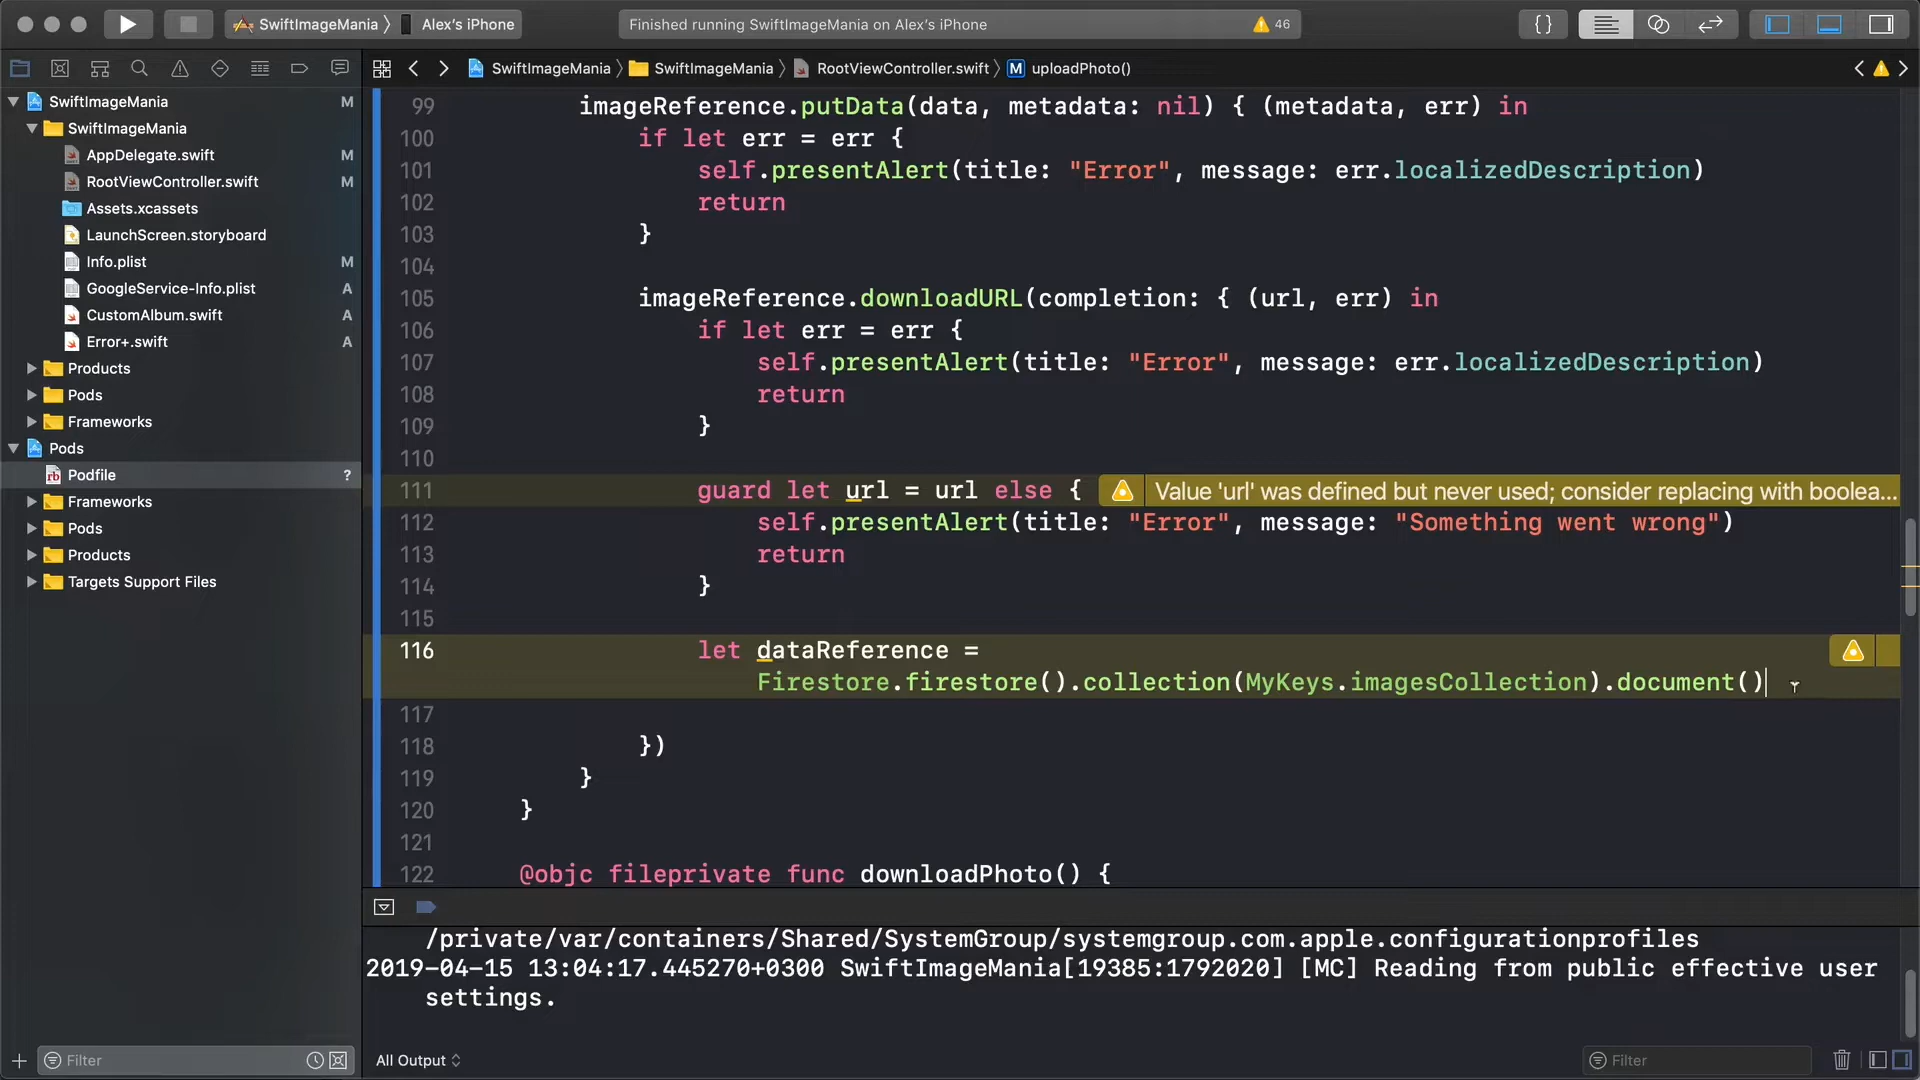 SwiftImageMania 〉 Alex's iPhone
Finished running SwiftImageMania on Alex's iPhone
46
{ }
SwiftImageMania 〉 SwiftImageMania 〉 RootViewController.swift 〉 M uploadPhoto()
SwiftImageMania M
SwiftImageMania
AppDelegate.swift M
RootViewController.swift M
Assets.xcassets
LaunchScreen.storyboard
Info.plist M
GoogleService-Info.plist A
CustomAlbum.swift A
Error+.swift A
Products
Pods
Frameworks
Pods
rb Podfile ?
Frameworks
Pods
Products
Targets Support Files
Filter
99 imageReference.putData(data, metadata: nil) { (metadata, err) in
100 if let err = err {
101 self.presentAlert(title: "Error", message: err.localizedDescription)
102 return
103 }
104
105 imageReference.downloadURL(completion: { (url, err) in
106 if let err = err {
107 self.presentAlert(title: "Error", message: err.localizedDescription)
108 return
109 }
110
111 guard let url = url else { Value 'url' was defined but never used; consider replacing with boolea...
112 self.presentAlert(title: "Error", message: "Something went wrong")
113 return
114 }
115
116 let dataReference =
Firestore.firestore().collection(MyKeys.imagesCollection).document()
117
118 })
119 }
120 }
121
122 @objc fileprivate func downloadPhoto() {
/private/var/containers/Shared/SystemGroup/systemgroup.com.apple.configurationprofiles
2019-04-15 13:04:17.445270+0300 SwiftImageMania[19385:1792020] [MC] Reading from public effective user
settings.
All Output
Filter